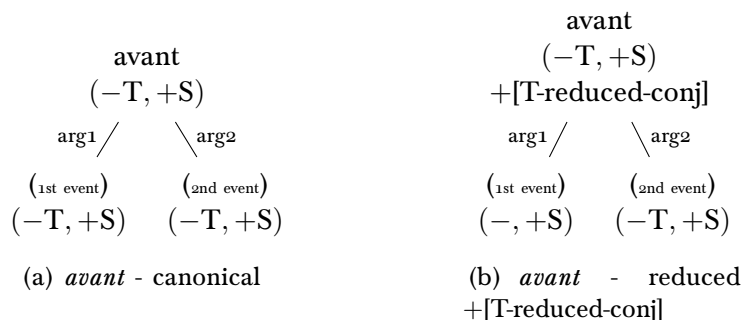 avant
(−T, +S)
arg1 arg2
(1st event) (2nd event)
(−T, +S) (−T, +S)
(a) avant - canonical
avant
(−T, +S)
+[T-reduced-conj]
arg1 arg2
(1st event) (2nd event)
(−, +S) (−T, +S)
(b) avant - reduced
+[T-reduced-conj]